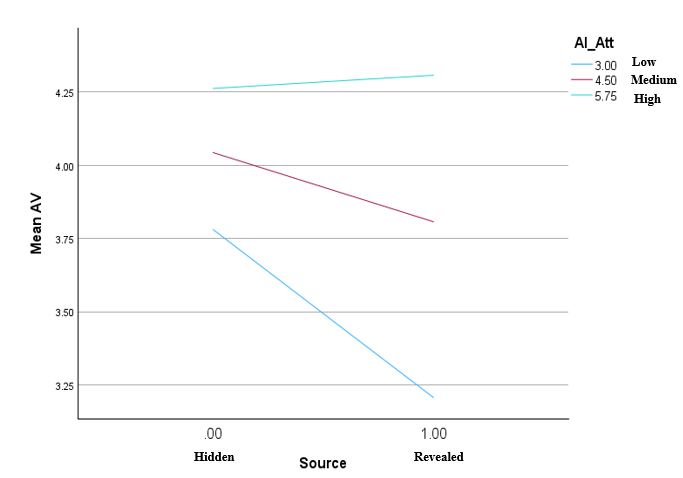 AI_Att
3.00 Low
4.50 Medium
5.75 High
4.25
4.00
3.75
3.50
3.25
Mean AV
.00 1.00
Hidden Revealed
Source